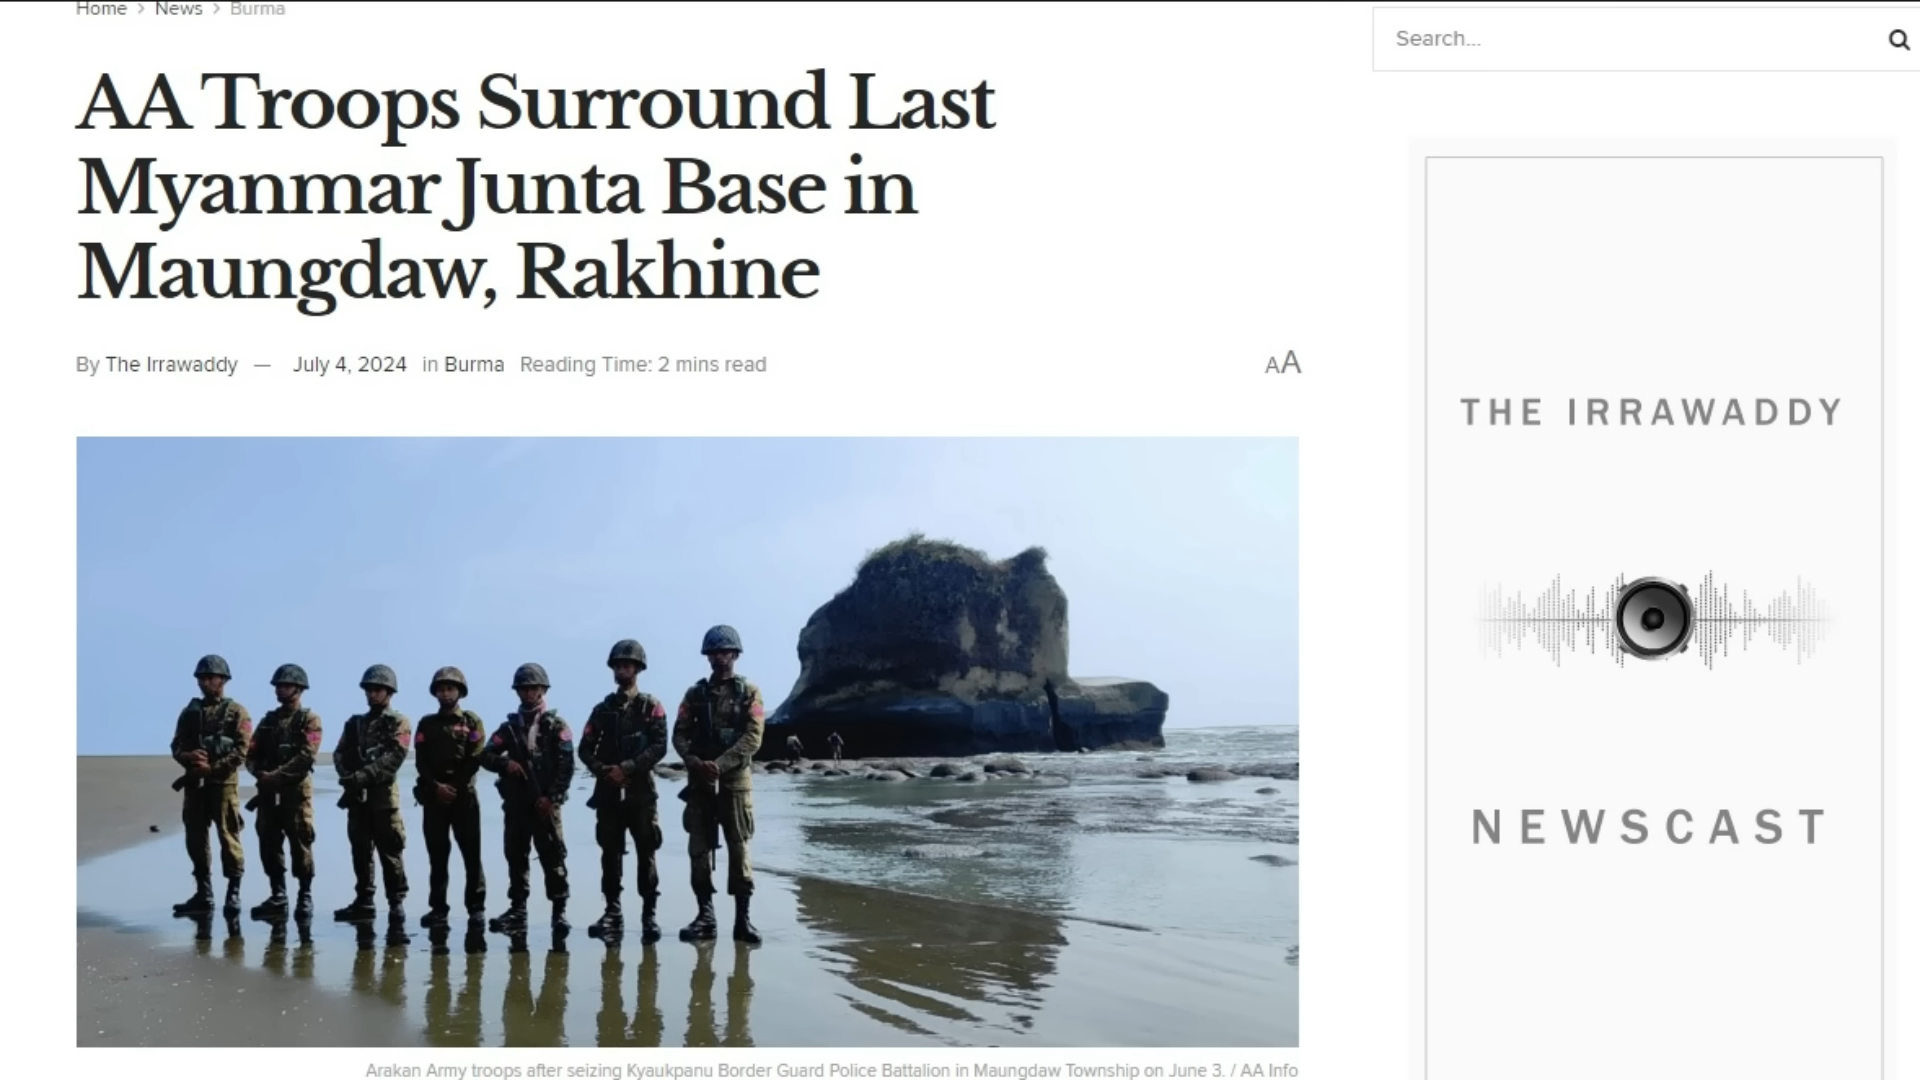 Home > News > Burma
Search...
AA Troops Surround Last
Myanmar Junta Base in
Maungdaw, Rakhine
By The Irrawaddy — July 4, 2024 in Burma Reading Time: 2 mins read
AA
THE IRRAWADDY
NEWSCAST
Arakan Army troops after seizing Kyaukpanu Border Guard Police Battalion in Maungdaw Township on June 3. / AA Info